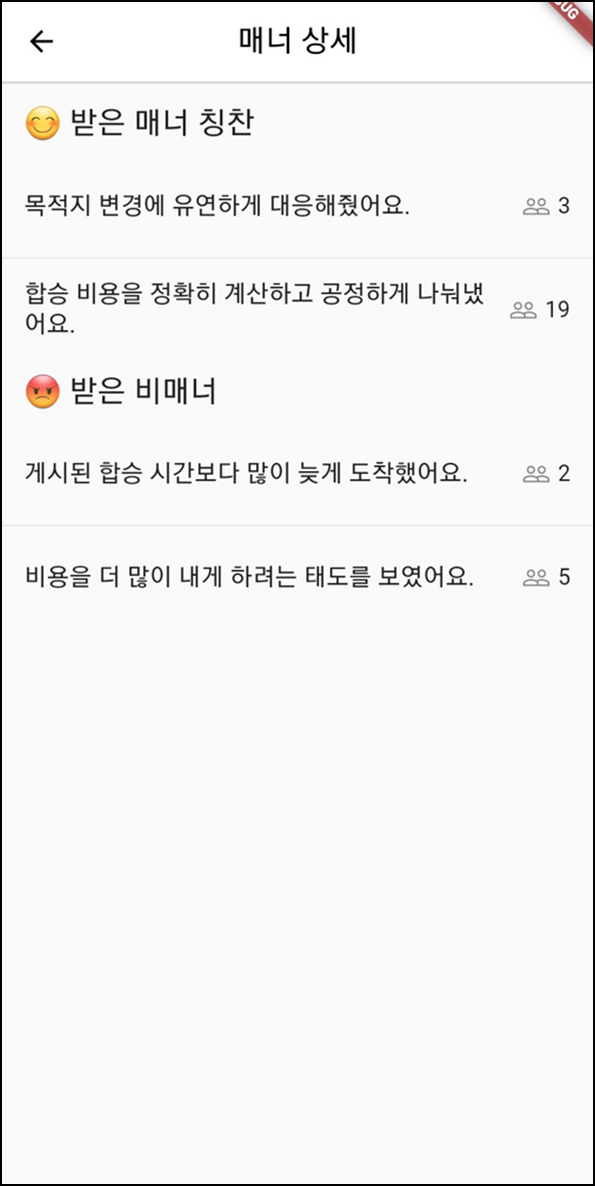 매너 상세
받은 매너 칭찬
목적지 변경에 유연하게 대응해줬어요.
3
합승 비용을 정확히 계산하고 공정하게 나눠냈
어요.
19
받은 비매너
게시된 합승 시간보다 많이 늦게 도착했어요.
2
비용을 더 많이 내게 하려는 태도를 보였어요.
5